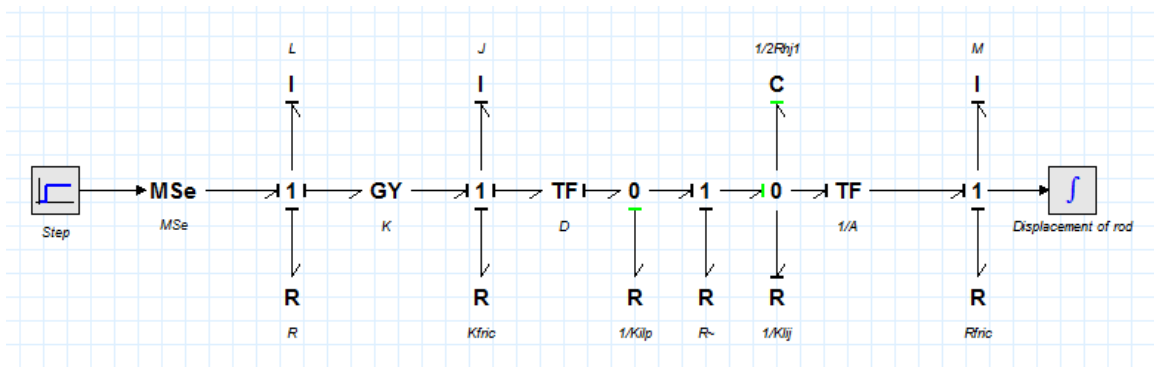 L J 1/2Rhj1 M
I I C I
MSe 1 GY 1 TF 0 1 0 TF 1 ∫
Step MSe K D 1/A Displacement of rod
R R R R R R
R Kfric 1/Kilp R~ 1/Klij Rfric